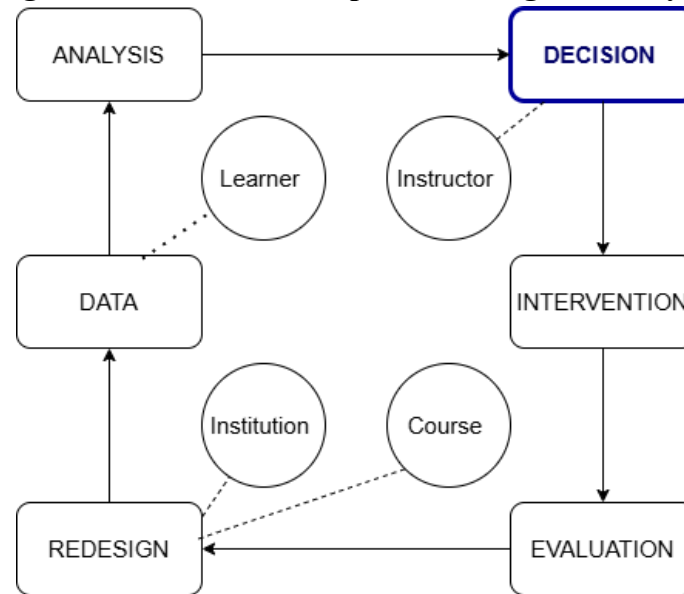 ANALYSIS
DECISION
Learner
Instructor
DATA
INTERVENTION
Institution
Course
REDESIGN
EVALUATION